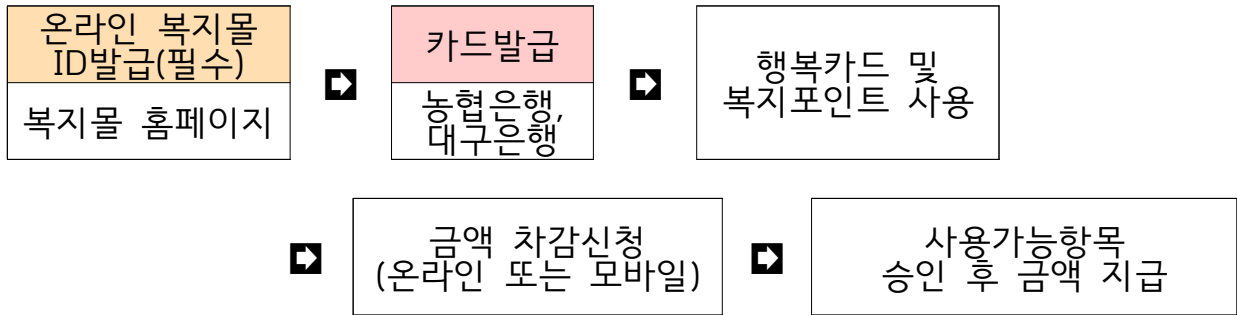 온라인 복지몰
ID발급(필수)
복지몰 홈페이지
카드발급
농협은행,
대구은행
행복카드 및
복지포인트 사용
금액 차감신청
(온라인 또는 모바일)
사용가능항목
승인 후 금액 지급